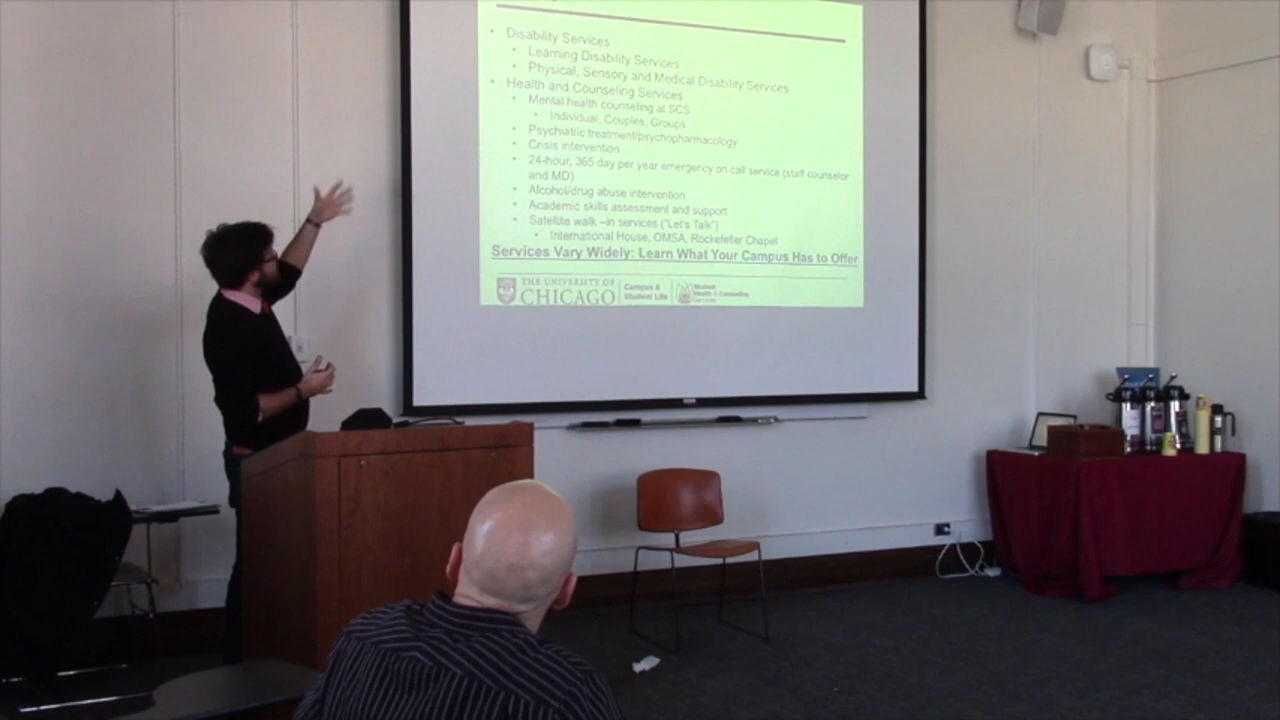 • Disability Services
• Learning Disability Services
• Physical, Sensory and Medical Disability Services
• Health and Counseling Services
• Mental health counseling at SCS
• Individual, Couples, Groups
• Psychiatric treatment/psychopharmacology
• Crisis intervention
• 24-hour, 365 day per year emergency on call service (staff counselor
and MD)
• Alcohol/drug abuse intervention
• Academic skills assessment and support
• Satellite walk –in services ("Let's Talk")
• International House, OMSA, Rockefeller Chapel
Services Vary Widely: Learn What Your Campus Has to Offer
THE UNIVERSITY OF
CHICAGO
Campus &
Student Life
Student
Health & Counseling
Services